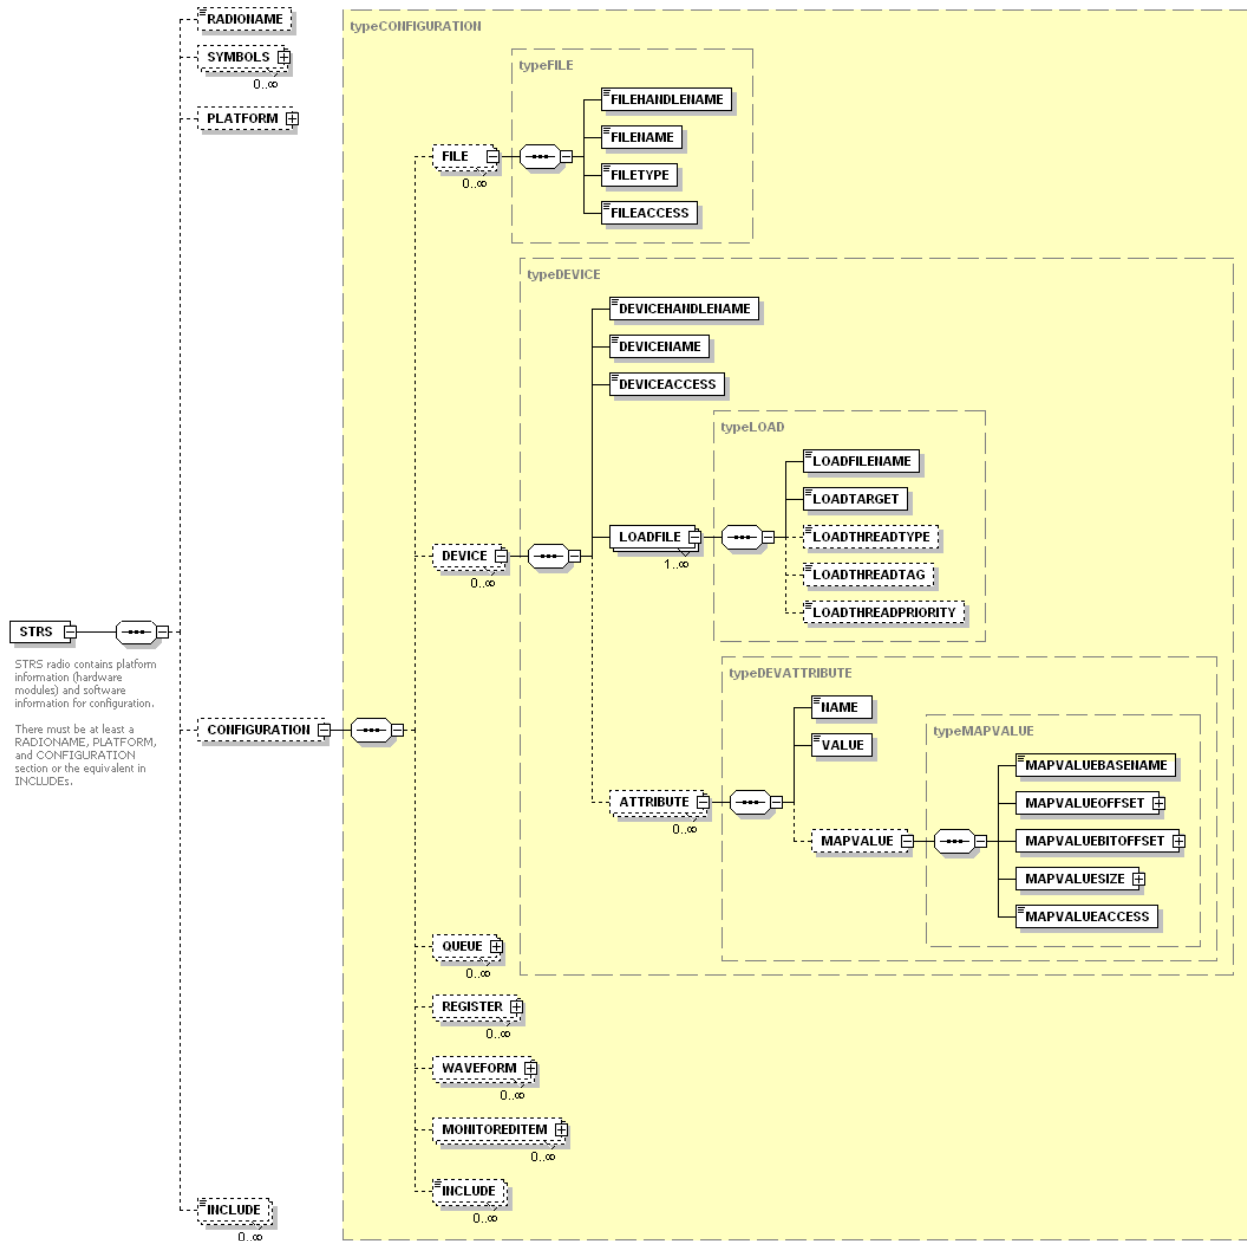 RADIONAME
SYMBOLS
0..∞
PLATFORM
typeCONFIGURATION
typeFILE
FILEHANDLENAME
FILENAME
FILE
0..∞
FILETYPE
FILEACCESS
typeDEVICE
DEVICEHANDLENAME
DEVICENAME
DEVICEACCESS
typeLOAD
LOADFILENAME
LOADTARGET
LOADFILE
1..∞
LOADTHREADTYPE
DEVICE
0..∞
LOADTHREADTAG
LOADTHREADPRIORITY
STRS
STRS radio contains platform
information (hardware
modules) and software
information for configuration.
There must be at least a
RADIONAME, PLATFORM,
and CONFIGURATION
section or the equivalent in
INCLUDEs.
CONFIGURATION
typeDEVATTRIBUTE
NAME
VALUE
typeMAPVALUE
MAPVALUEBASENAME
ATTRIBUTE
0..∞
MAPVALUEOFFSET
MAPVALUE
MAPVALUEBITOFFSET
MAPVALUESIZE
MAPVALUEACCESS
QUEUE
0..∞
REGISTER
0..∞
WAVEFORM
0..∞
MONITOREDITEM
0..∞
INCLUDE
0..∞
INCLUDE
0..∞